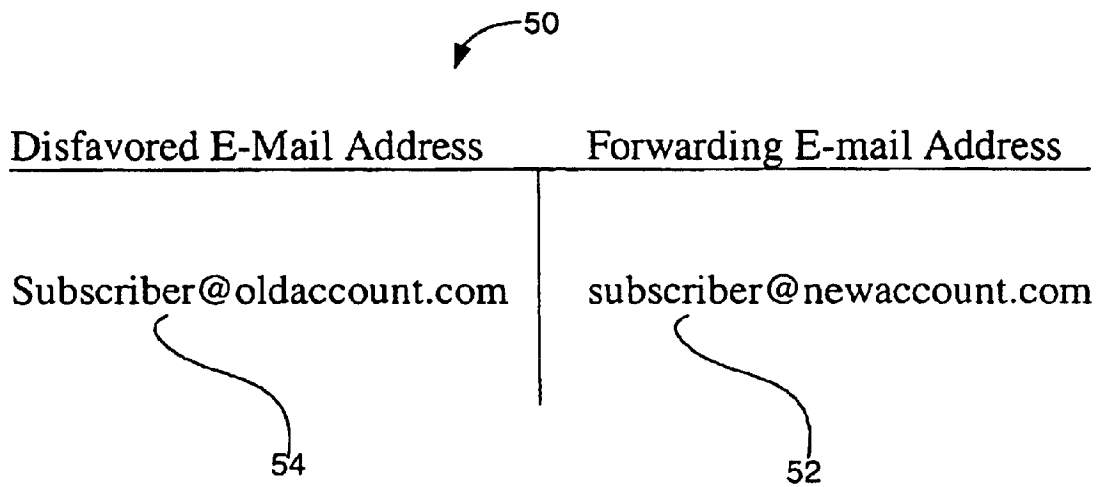 50
Disfavored E-Mail Address Forwarding E-mail Address
Subscriber@oldaccount.com subscriber@newaccount.com
54 52